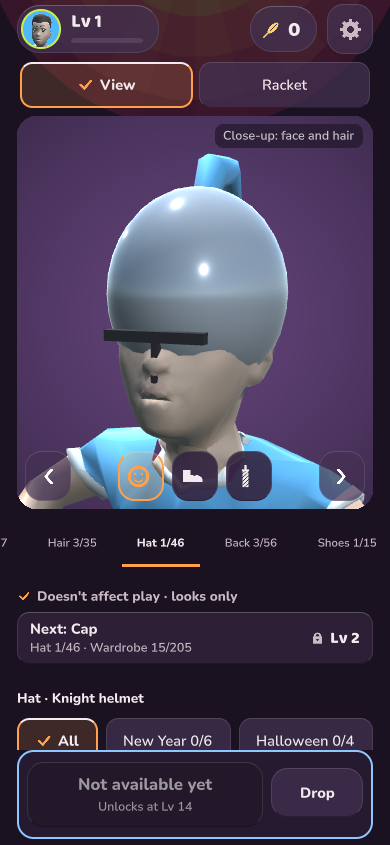 Lv 1
0
View
Racket
Close-up: face and hair
7
Hair 3/35
Hat 1/46
Back 3/56
Shoes 1/15
Doesn't affect play · looks only
Next: Cap
Hat 1/46 · Wardrobe 15/205
Lv 2
Hat · Knight helmet
All
New Year 0/6
Halloween 0/4
Not available yet
Unlocks at Lv 14
Drop